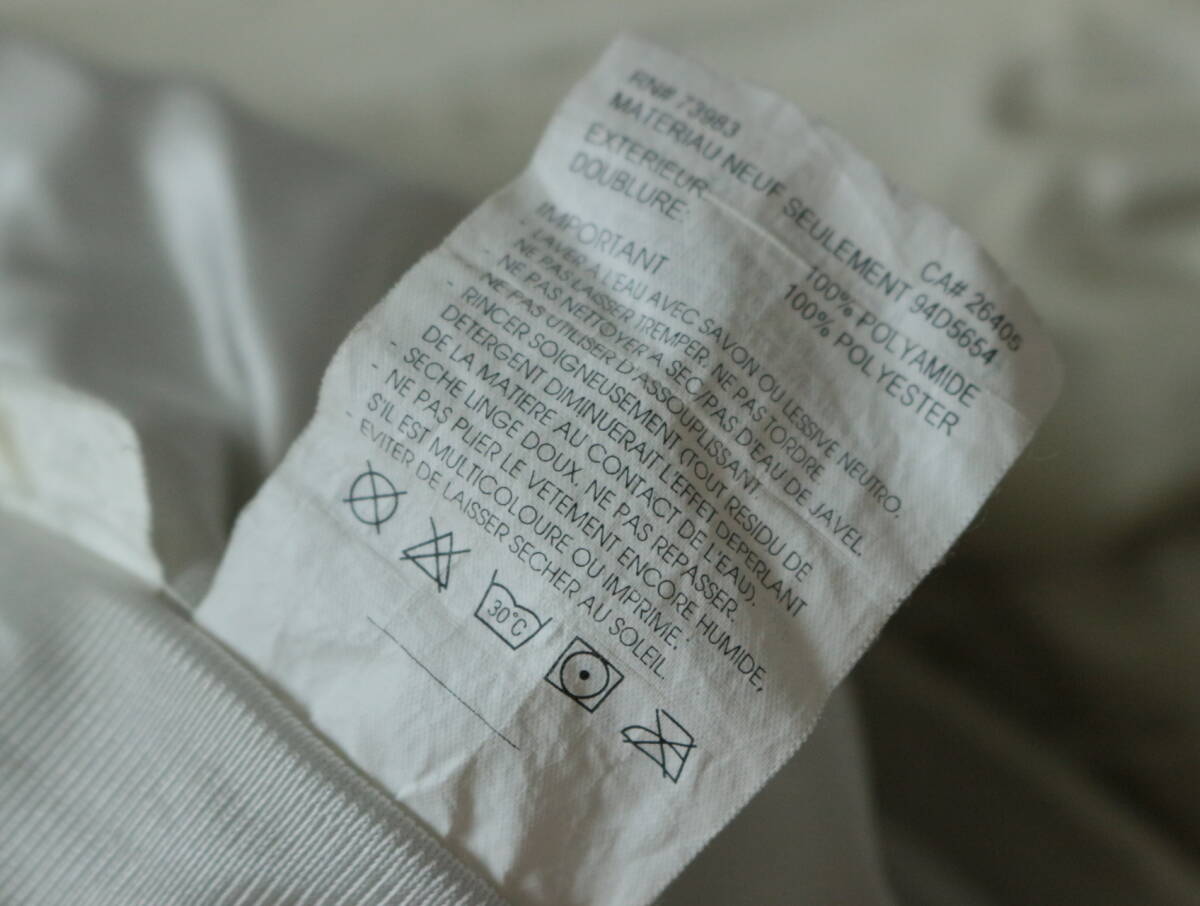 RN# 73983 CA# 26405
MATERIAU NEUF SEULEMENT 94D5654
EXTERIEUR 100% POLYAMIDE
DOUBLURE: 100% POLYESTER
IMPORTANT
- LAVER A L'EAU AVEC SAVON OU LESSIVE NEUTRO.
NE PAS LAISSER TREMPER, NE PAS TORDRE
- NE PAS NETTOYER A SEC/PAS D'EAU DE JAVEL.
NE PAS UTILISER D'ASSOUPLISSANT
- RINCER SOIGNEUSEMENT (TOUT RESIDU DE
DETERGENT DIMINUERAIT L'EFFET DEPERLANT
DE LA MATIERE AU CONTACT DE L'EAU).
- SECHE LINGE DOUX. NE PAS REPASSER.
- NE PAS PLIER LE VETEMENT ENCORE HUMIDE,
S'IL EST MULTICOLOURE OU IMPRIME.
- EVITER DE LAISSER SECHER AU SOLEIL.
30°C